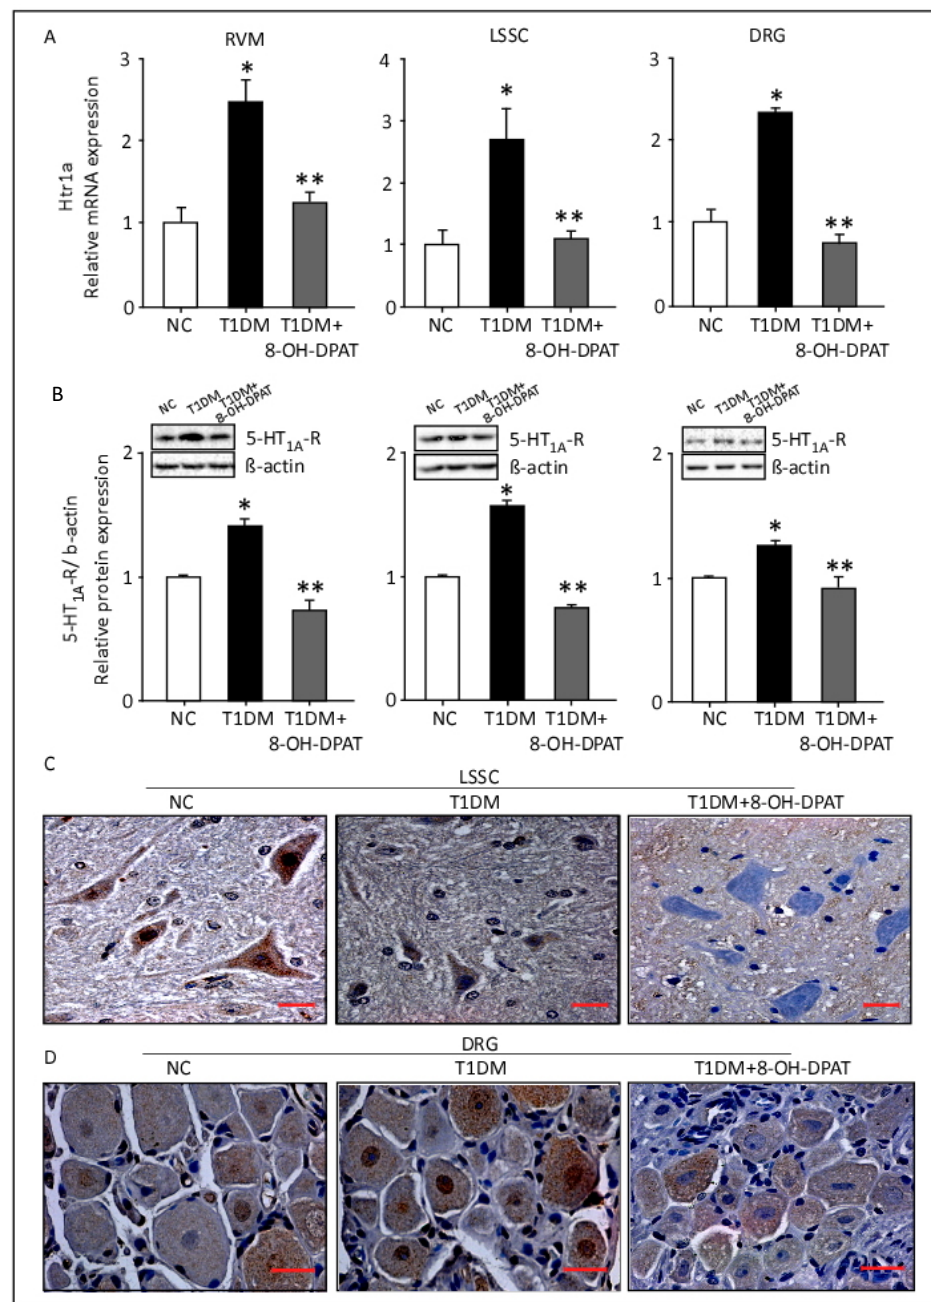 A
RVM
LSSC
DRG
Htr1a
Relative mRNA expression
3
2
1
0
*
**
NC
T1DM
T1DM+
8-OH-DPAT
4
3
2
1
0
*
**
NC
T1DM
T1DM+
8-OH-DPAT
3
2
1
0
*
**
NC
T1DM
T1DM+
8-OH-DPAT
B
5-HT1A-R/ b-actin
Relative protein expression
NC
T1DM
T1DM+
8-OH-DPAT
5-HT1A-R
ß-actin
2
1
0
*
**
NC
T1DM
T1DM+
8-OH-DPAT
NC
T1DM
T1DM+
8-OH-DPAT
5-HT1A-R
ß-actin
2
1
0
*
**
NC
T1DM
T1DM+
8-OH-DPAT
NC
T1DM
T1DM+
8-OH-DPAT
5-HT1A-R
ß-actin
2
1
0
*
**
NC
T1DM
T1DM+
8-OH-DPAT
C
LSSC
NC
T1DM
T1DM+8-OH-DPAT
D
DRG
NC
T1DM
T1DM+8-OH-DPAT